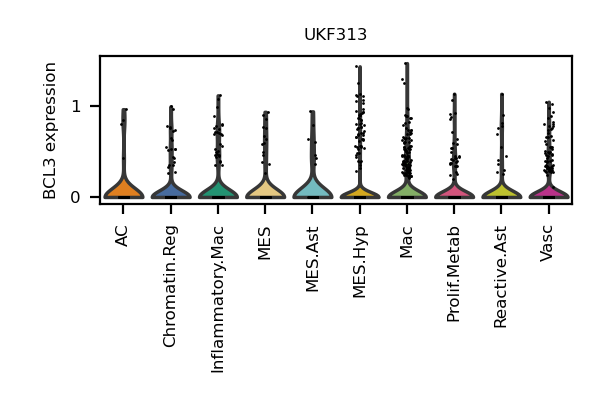 UKF313
BCL3 expression
1
0
AC
Chromatin.Reg
Inflammatory.Mac
MES
MES.Ast
MES.Hyp
Mac
Prolif.Metab
Reactive.Ast
Vasc